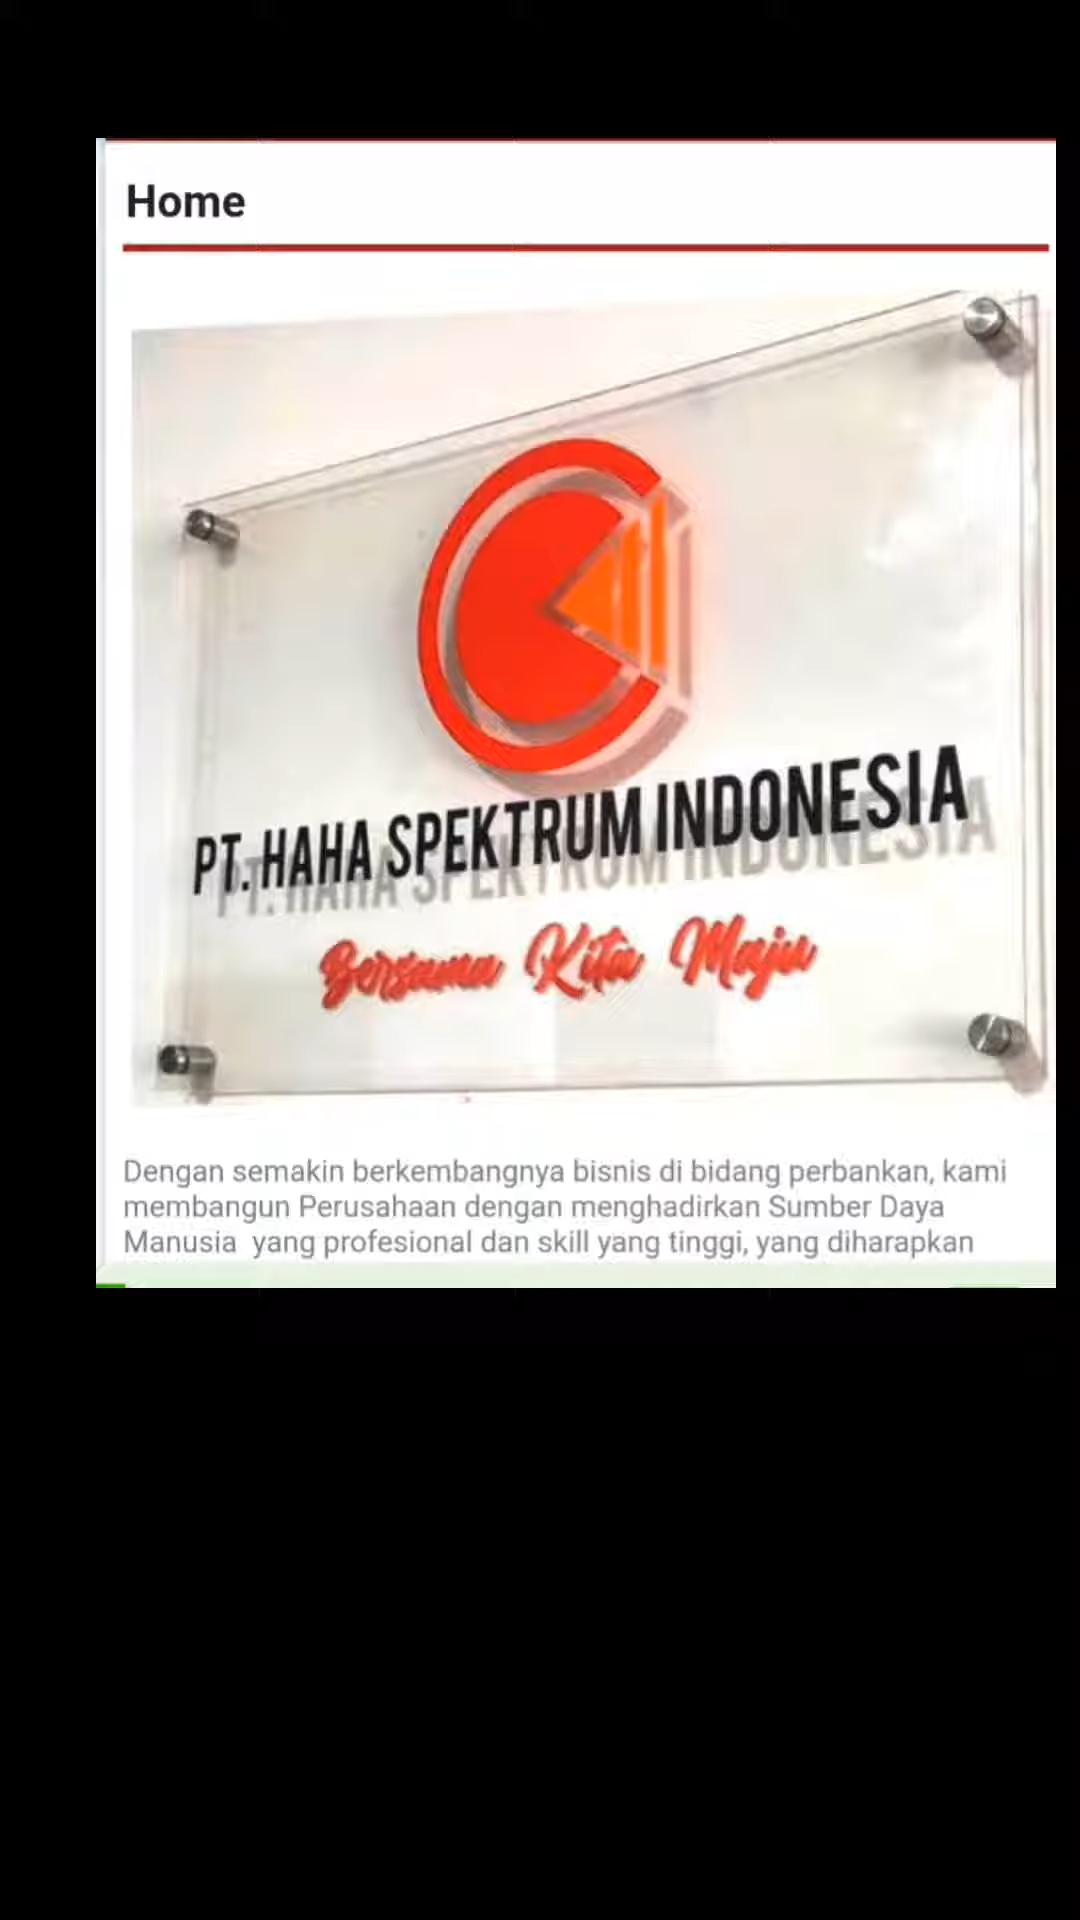 Home
PT. HAHA SPEKTRUM INDONESIA
Bersama Kita Maju
Dengan semakin berkembangnya bisnis di bidang perbankan, kami
membangun Perusahaan dengan menghadirkan Sumber Daya
Manusia  yang profesional dan skill yang tinggi, yang diharapkan